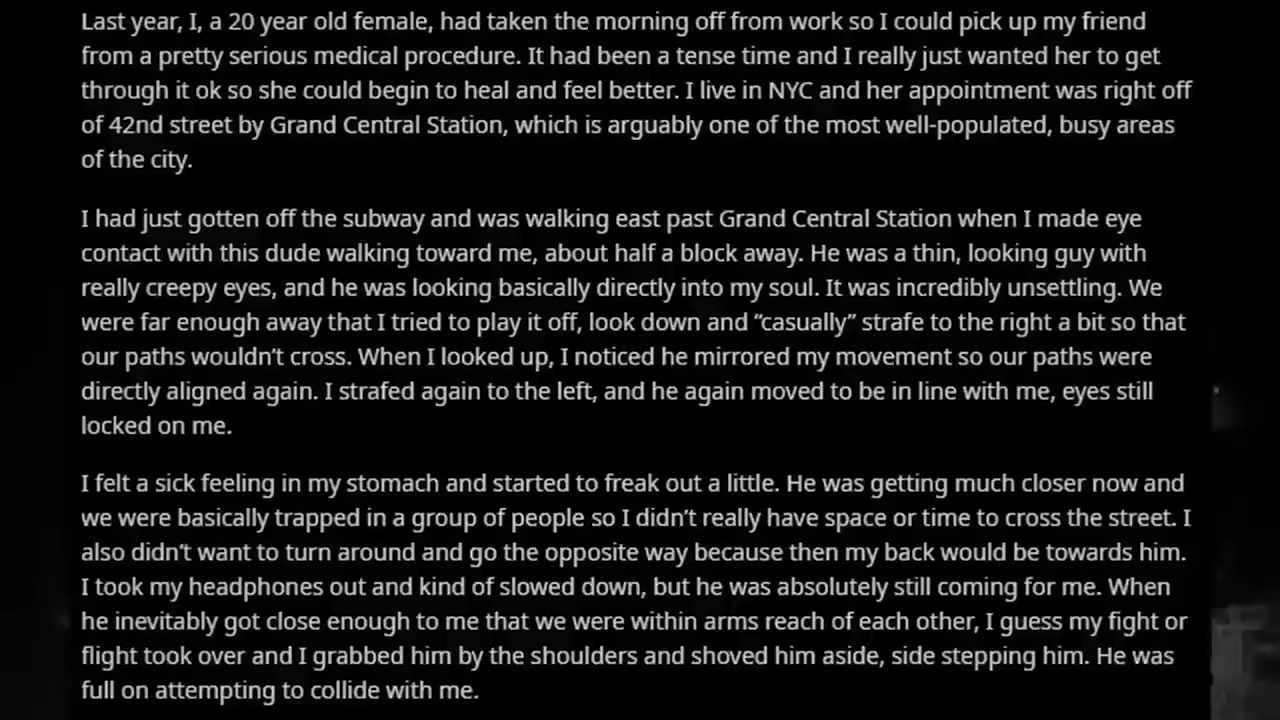 Last year, I, a 20 year old female, had taken the morning off from work so I could pick up my friend
from a pretty serious medical procedure. It had been a tense time and I really just wanted her to get
through it ok so she could begin to heal and feel better. I live in NYC and her appointment was right off
of 42nd street by Grand Central Station, which is arguably one of the most well-populated, busy areas
of the city.
I had just gotten off the subway and was walking east past Grand Central Station when I made eye
contact with this dude walking toward me, about half a block away. He was a thin, looking guy with
really creepy eyes, and he was looking basically directly into my soul. It was incredibly unsettling. We
were far enough away that I tried to play it off, look down and “casually” strafe to the right a bit so that
our paths wouldn’t cross. When I looked up, I noticed he mirrored my movement so our paths were
directly aligned again. I strafed again to the left, and he again moved to be in line with me, eyes still
locked on me.
I felt a sick feeling in my stomach and started to freak out a little. He was getting much closer now and
we were basically trapped in a group of people so I didn’t really have space or time to cross the street. I
also didn’t want to turn around and go the opposite way because then my back would be towards him.
I took my headphones out and kind of slowed down, but he was absolutely still coming for me. When
he inevitably got close enough to me that we were within arms reach of each other, I guess my fight or
flight took over and I grabbed him by the shoulders and shoved him aside, side stepping him. He was
full on attempting to collide with me.